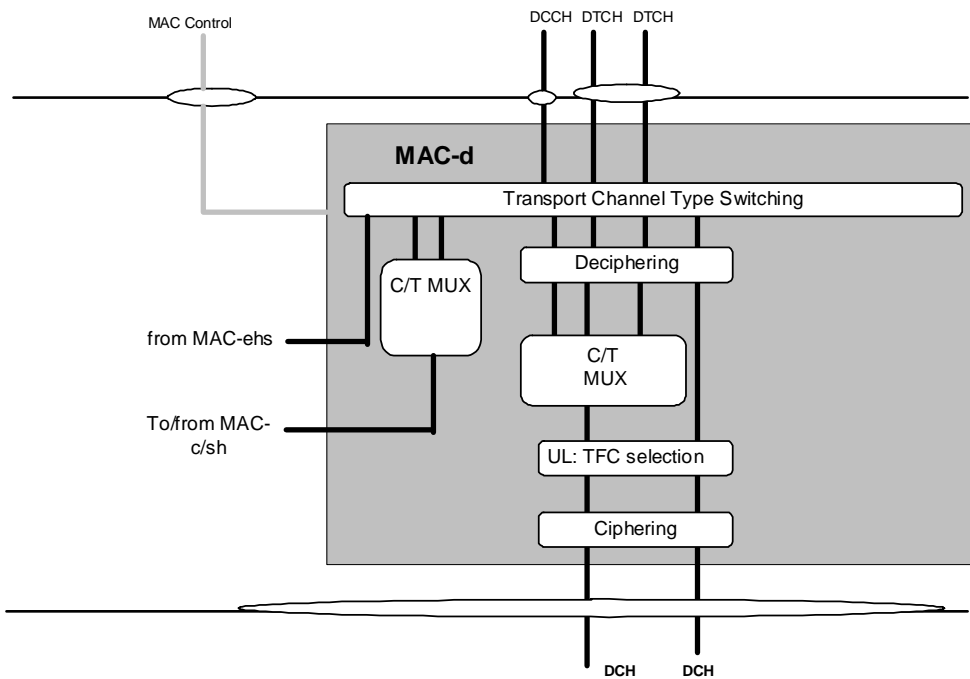 MAC Control
DCCH DTCH DTCH
MAC-d
Transport Channel Type Switching
Deciphering
C/T MUX
from MAC-ehs
C/T
MUX
To/from MAC-
c/sh
UL: TFC selection
Ciphering
DCH DCH